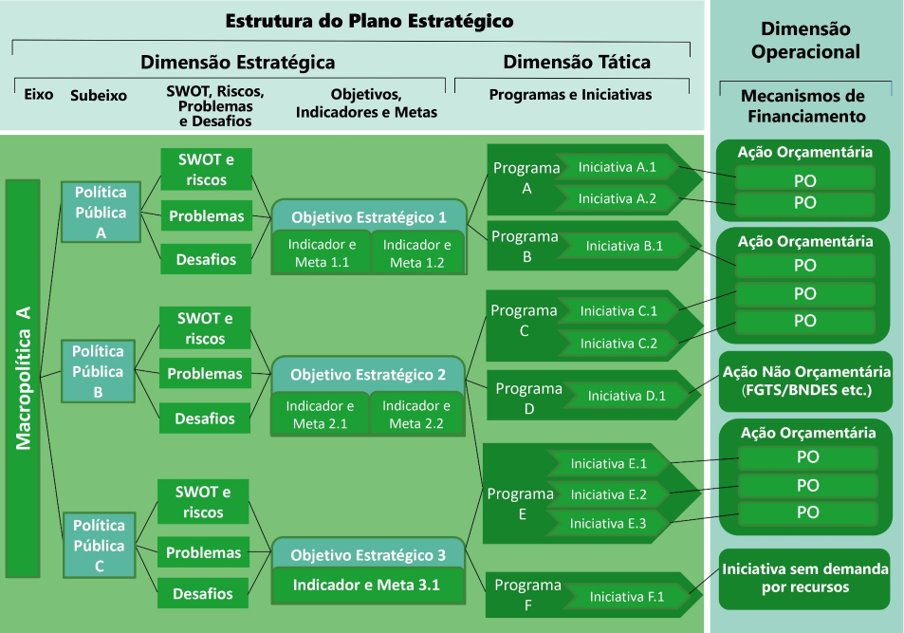 Estrutura do Plano Estratégico
Dimensão Estratégica
Dimensão Tática
Dimensão
Operacional
Eixo
Subeixo
SWOT, Riscos,
Problemas
e Desafios
Objetivos,
Indicadores e Metas
Programas e Iniciativas
Mecanismos de
Financiamento
Macropolítica A
Política
Pública
A
SWOT e
riscos
Problemas
Desafios
Objetivo Estratégico 1
Indicador e
Meta 1.1
Indicador e
Meta 1.2
Programa
A
Iniciativa A.1
Iniciativa A.2
Programa
B
Iniciativa B.1
Ação Orçamentária
PO
PO
Ação Orçamentária
PO
PO
PO
Política
Pública
B
SWOT e
riscos
Problemas
Desafios
Objetivo Estratégico 2
Indicador e
Meta 2.1
Indicador e
Meta 2.2
Programa
C
Iniciativa C.1
Iniciativa C.2
Programa
D
Iniciativa D.1
Ação Não Orçamentária
(FGTS/BNDES etc.)
Programa
E
Iniciativa E.1
Iniciativa E.2
Iniciativa E.3
Ação Orçamentária
PO
PO
PO
Política
Pública
C
SWOT e
riscos
Problemas
Desafios
Objetivo Estratégico 3
Indicador e Meta 3.1
Programa
F
Iniciativa F.1
Iniciativa sem demanda
por recursos